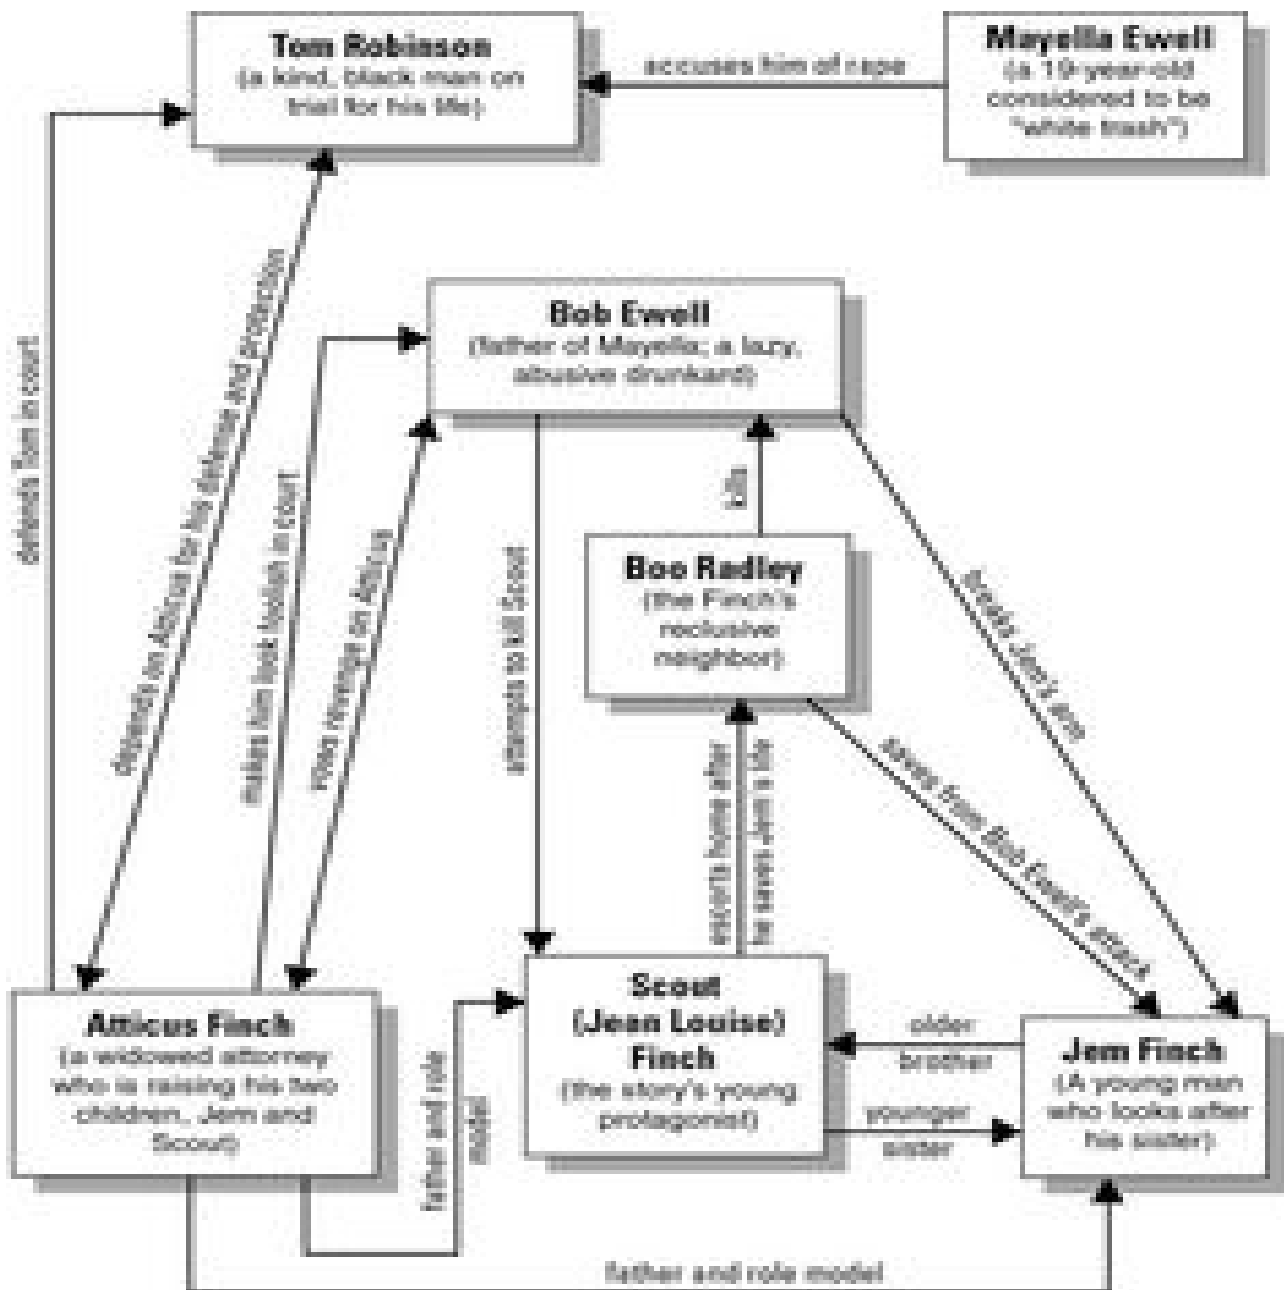 Tom Robinson
(a kind, black man on
trial for his life)
accuses him of rape
Mayella Ewell
(a 19-year-old
considered to be
"white trash")
defends Tom in court
depends on Atticus for his defense and protection
makes him look foolish in court
vows revenge on Atticus
Bob Ewell
(father of Mayella; a lazy,
abusive drunkard)
attempts to kill Scout
kills
breaks Jem's arm
Boo Radley
(the Finch's
reclusive
neighbor)
escorts home after
he saves Jem's life
saves from Bob Ewell's attack
Atticus Finch
(a widowed attorney
who is raising his two
children, Jem and
Scout)
father and role
model
Scout
(Jean Louise)
Finch
(the story's young
protagonist)
older
brother
younger
sister
Jem Finch
(A young man
who looks after
his sister)
father and role model